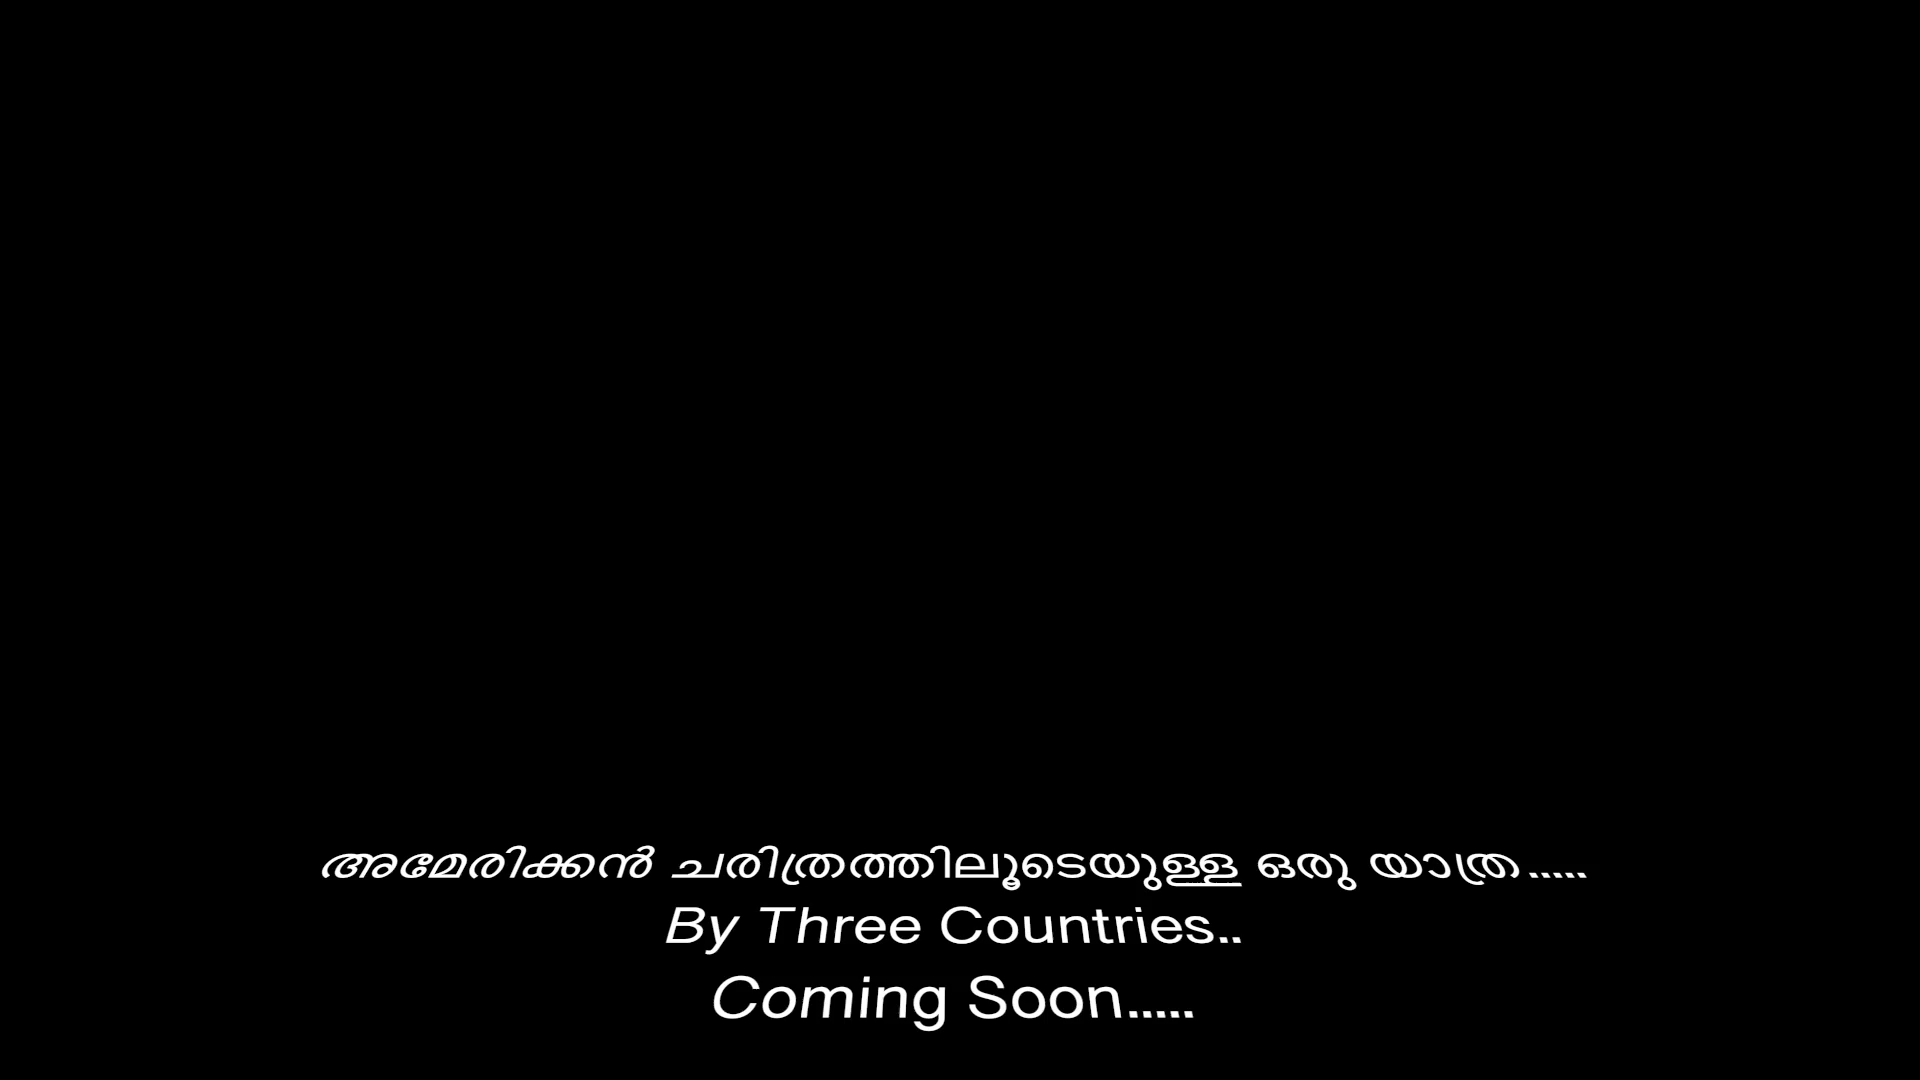 അമേരിക്കൻ ചരിത്രത്തിലൂടെയുള്ള ഒരു യാത്ര.....
By Three Countries..
Coming Soon.....